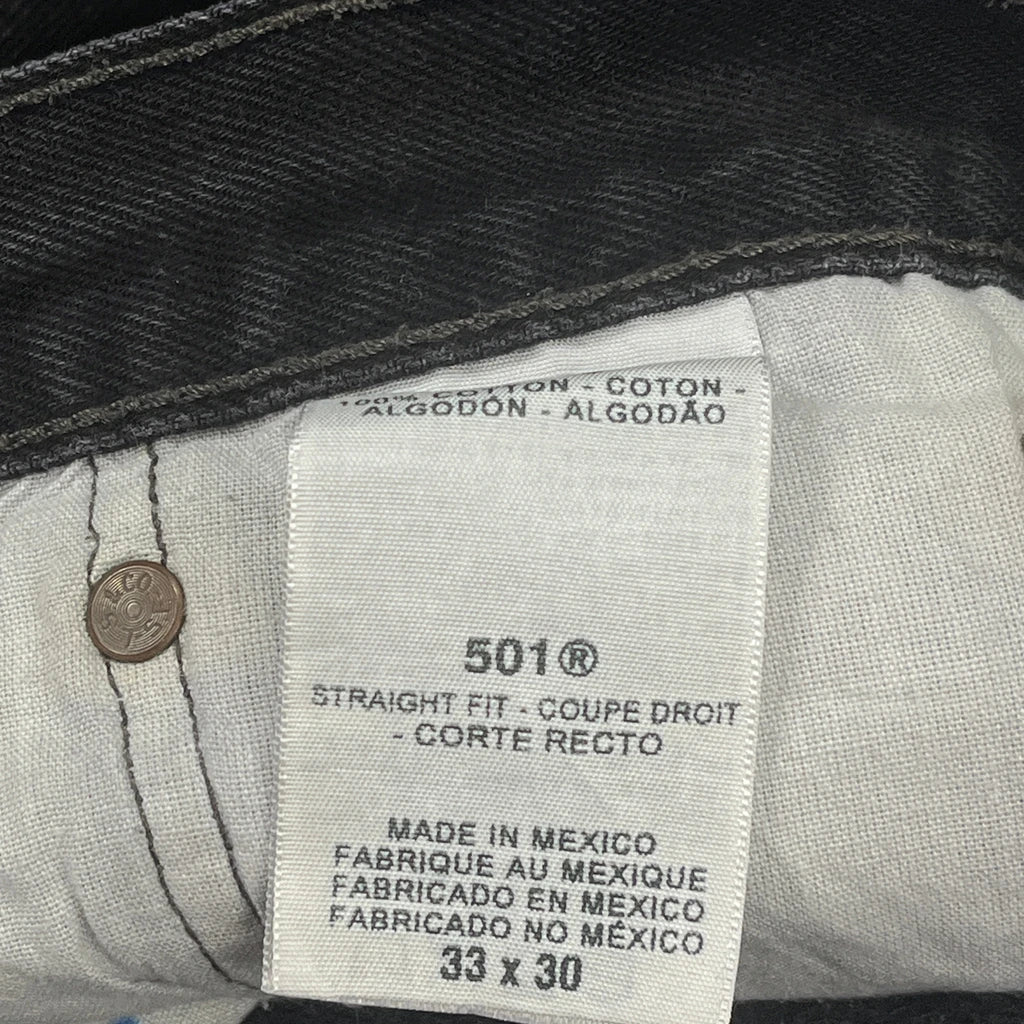 100% COTTON - COTON -
ALGODÓN - ALGODÃO
501®
STRAIGHT FIT - COUPE DROIT
- CORTE RECTO
MADE IN MEXICO
FABRIQUE AU MEXIQUE
FABRICADO EN MEXICO
FABRICADO NO MÉXICO
33 x 30